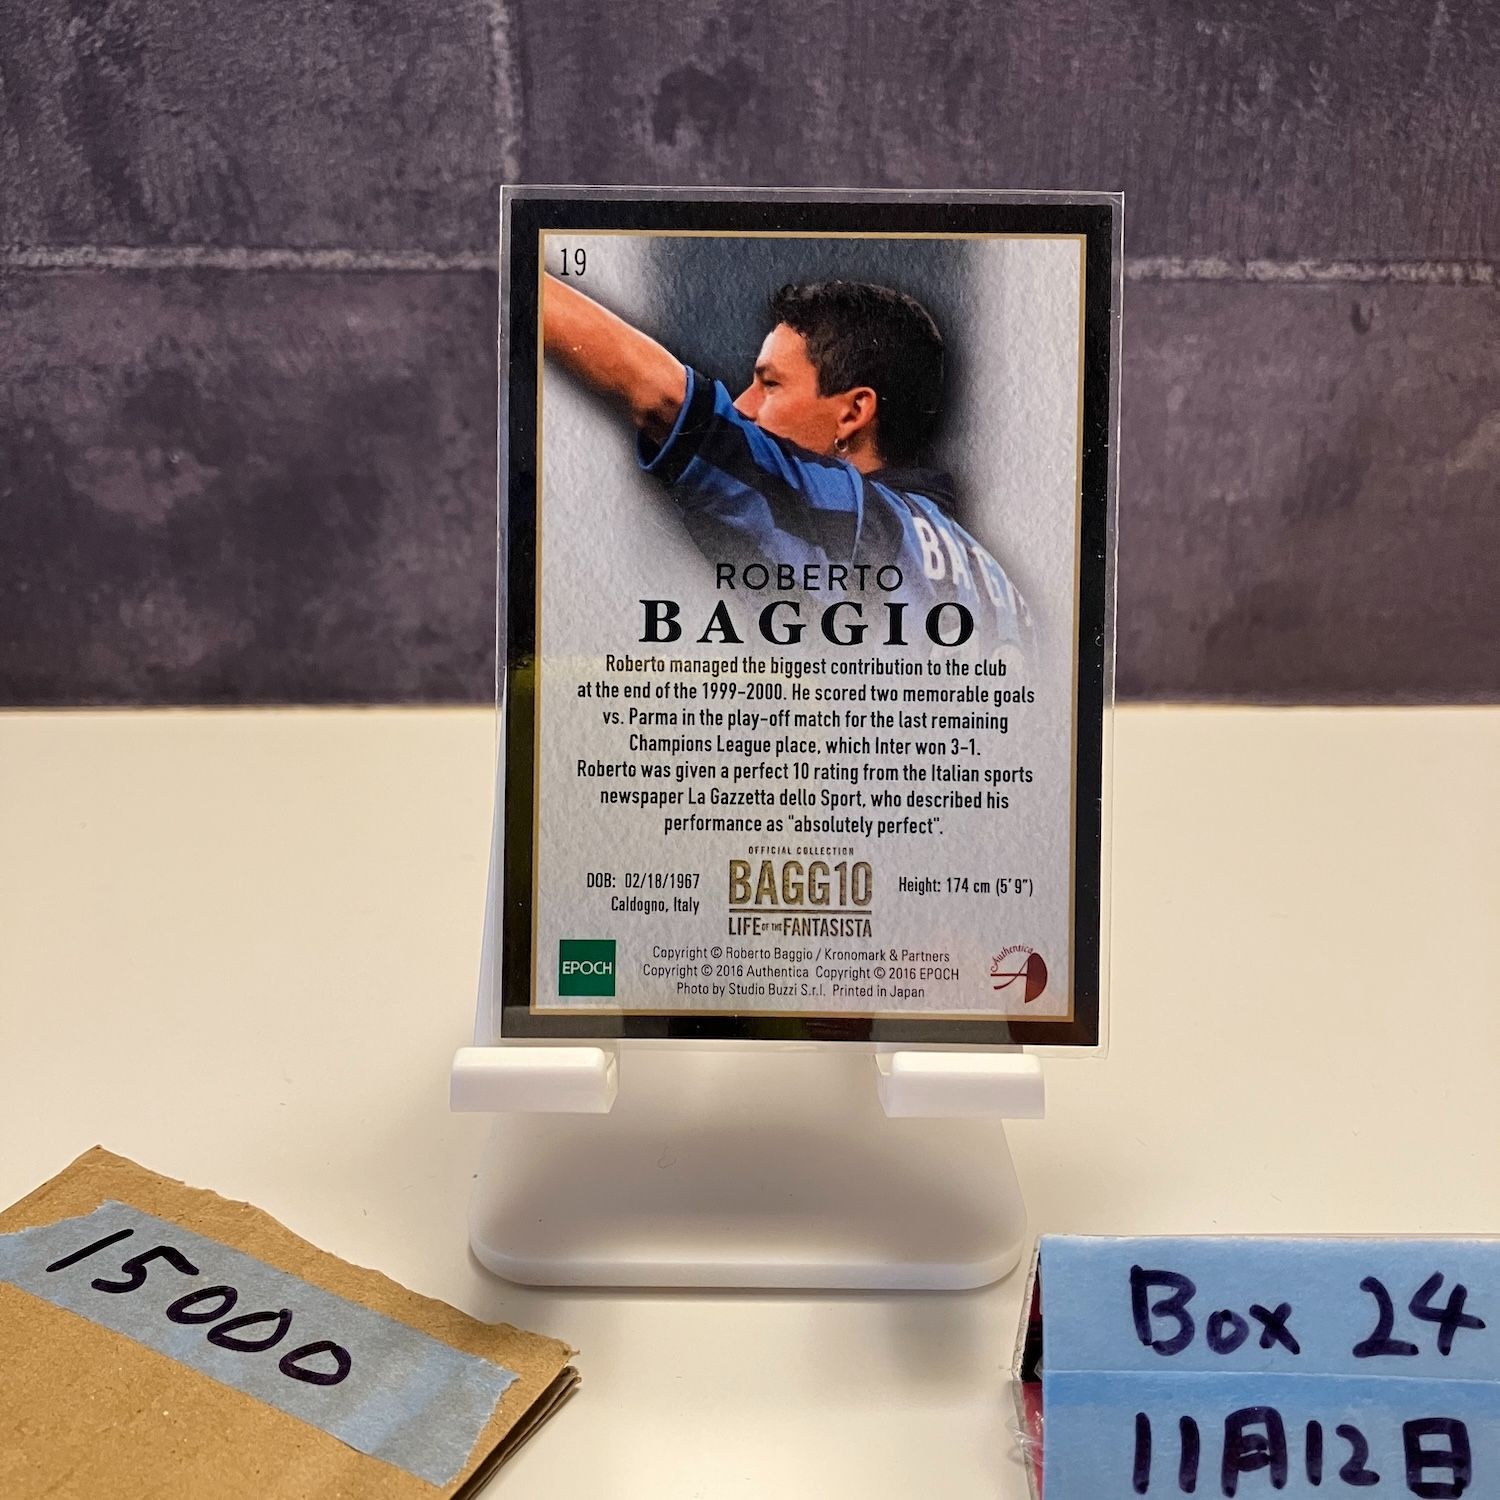 19
BAGG
ROBERTO
BAGGIO
Roberto managed the biggest contribution to the club
at the end of the 1999-2000. He scored two memorable goals
vs. Parma in the play-off match for the last remaining
Champions League place, which Inter won 3-1.
Roberto was given a perfect 10 rating from the Italian sports
newspaper La Gazzetta dello Sport, who described his
performance as "absolutely perfect".
OFFICIAL COLLECTION
BAGG10
LIFE OF THE FANTASISTA
DOB: 02/18/1967
Caldogno, Italy
Height: 174 cm (5'9")
EPOCH
Copyright © Roberto Baggio / Kronomark & Partners
Copyright © 2016 Authentica Copyright © 2016 EPOCH
Photo by Studio Buzzi S.r.l. Printed in Japan
Authentica
15000
Box 24
11月12日